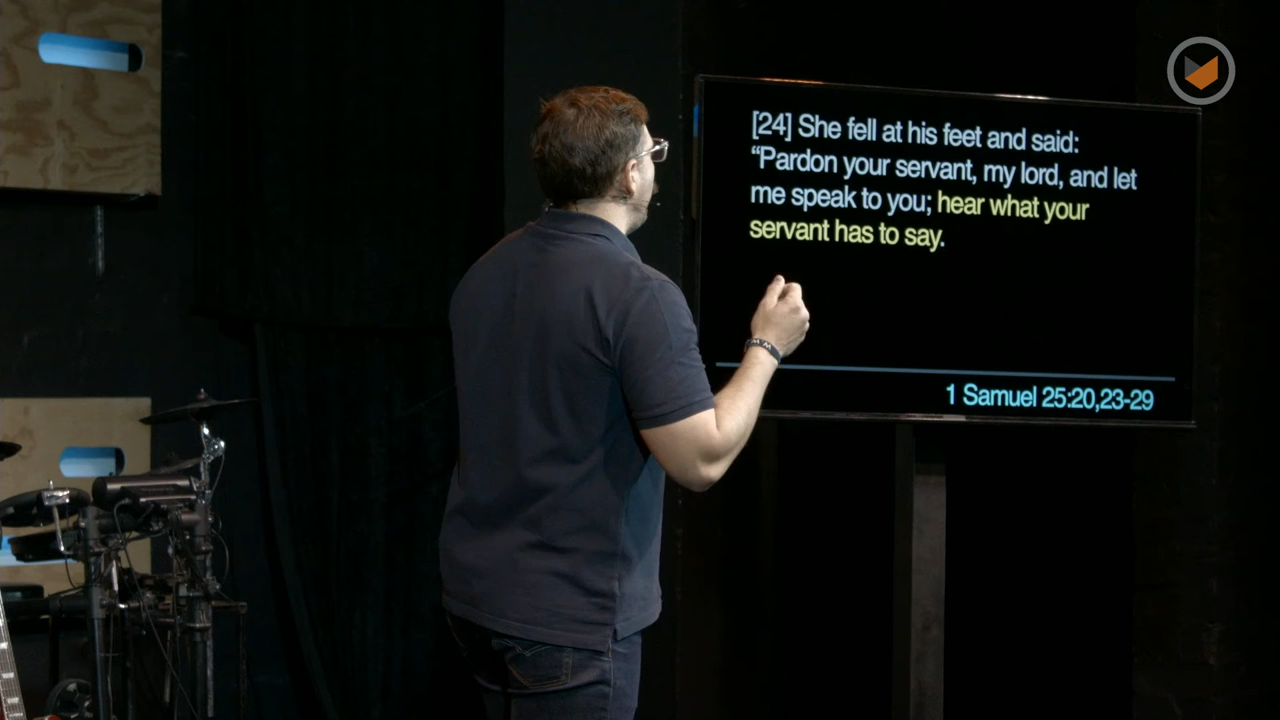 [24] She fell at his feet and said:
“Pardon your servant, my lord, and let
me speak to you; hear what your
servant has to say.
1 Samuel 25:20,23-29